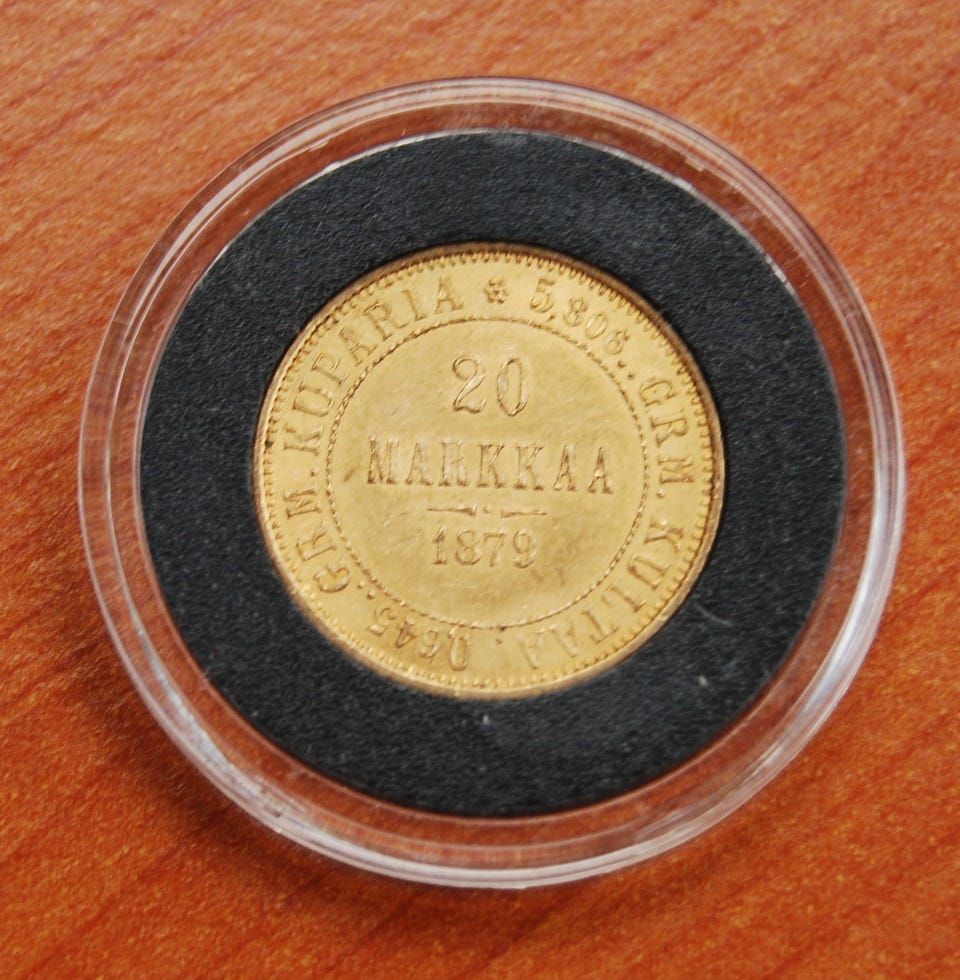 20
MARKKAA
1879
5,806.. GRM. KULTAA, 0,645.. GRM. KUPARIA